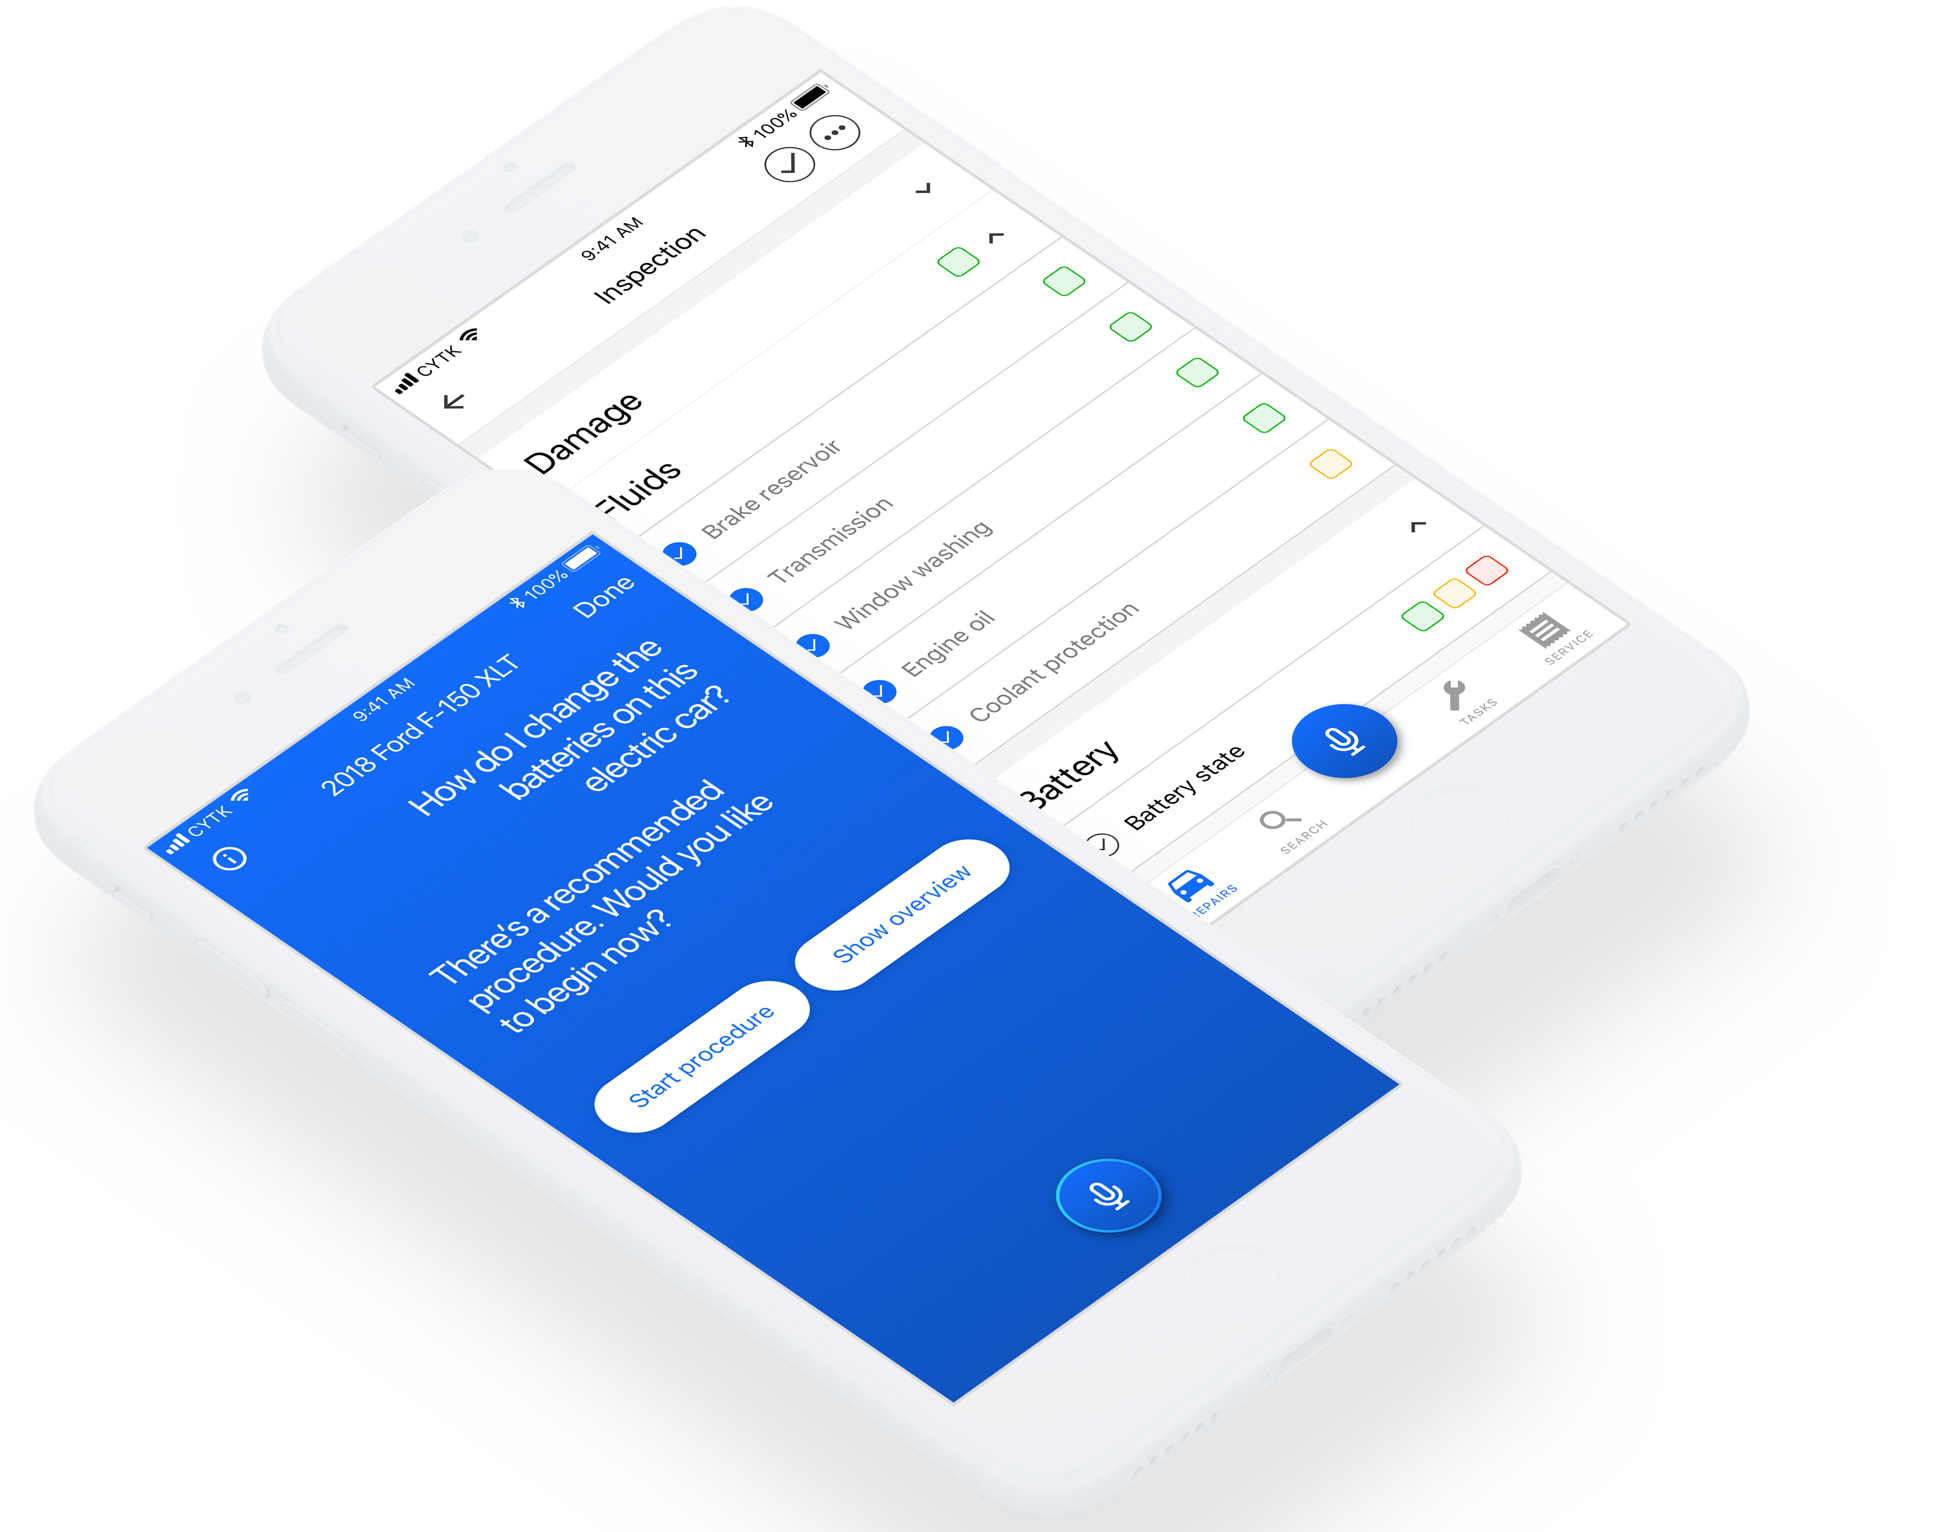 CYTK
9:41 AM
100%
Inspection
Damage
Fluids
Brake reservoir
Transmission
Window washing
Engine oil
Coolant protection
Battery
Battery state
REPAIRS
SEARCH
TASKS
SERVICE
CYTK
9:41 AM
100%
2018 Ford F-150 XLT
Done
How do I change the
batteries on this
electric car?
There's a recommended
procedure. Would you like
to begin now?
Start procedure
Show overview